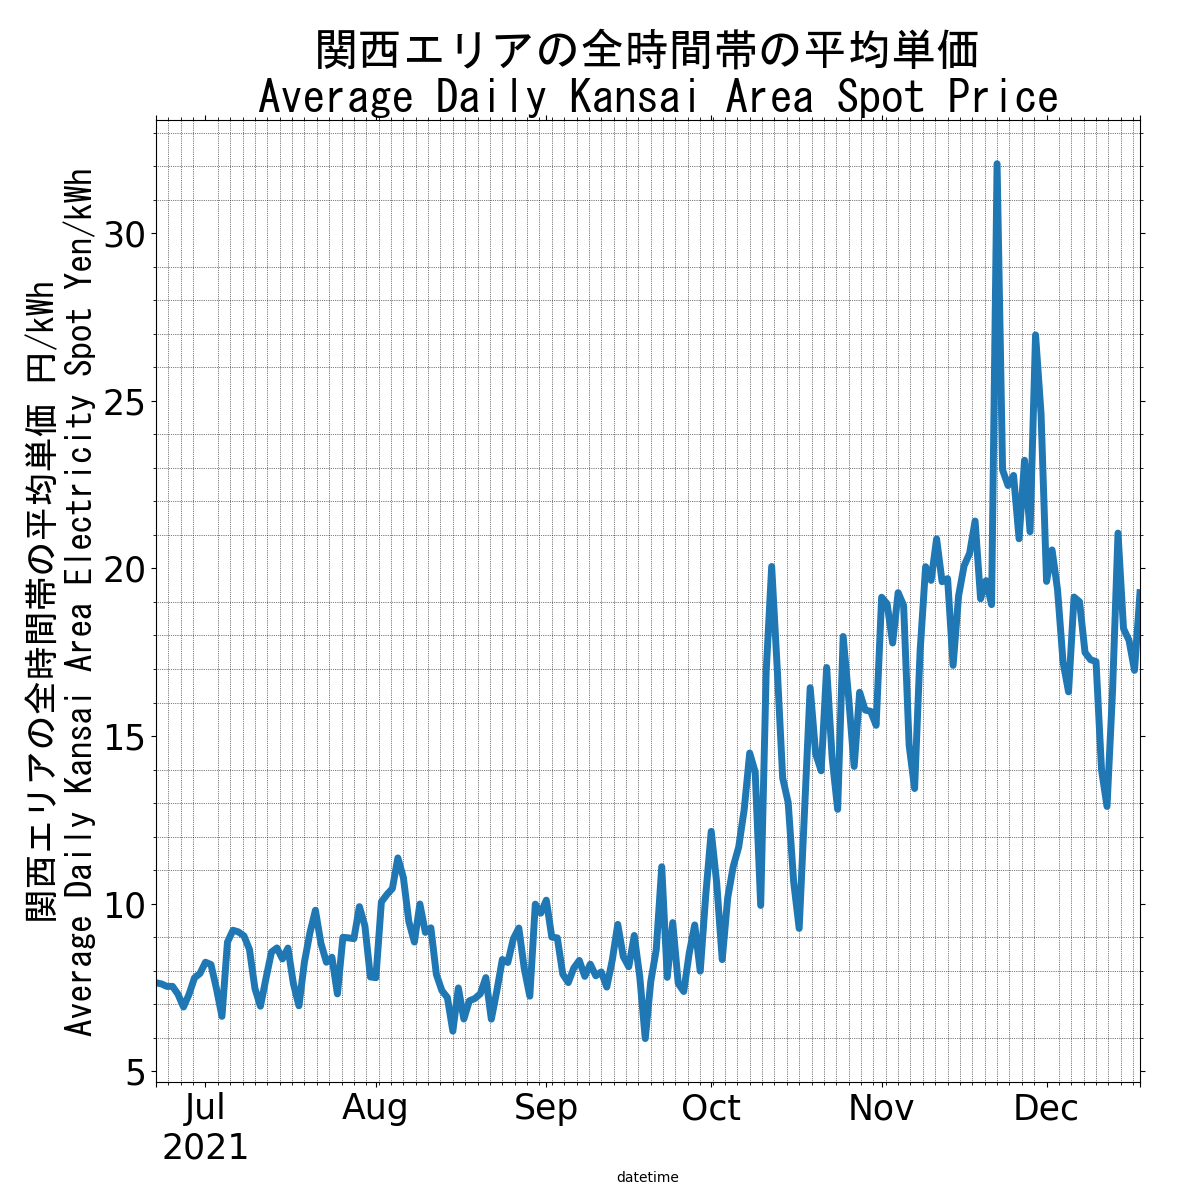 関西エリアの全時間帯の平均単価
Average Daily Kansai Area Spot Price
関西エリアの全時間帯の平均単価 円/kWh
Average Daily Kansai Area Electricity Spot Yen/kWh
30
25
20
15
10
5
Jul
2021
Aug
Sep
Oct
Nov
Dec
datetime